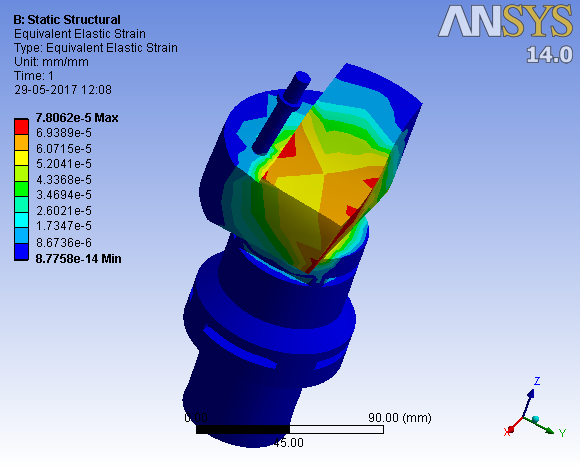 B: Static Structural
Equivalent Elastic Strain
Type: Equivalent Elastic Strain
Unit: mm/mm
Time: 1
29-05-2017 12:08
7.8062e-5 Max
6.9389e-5
6.0715e-5
5.2041e-5
4.3368e-5
3.4694e-5
2.6021e-5
1.7347e-5
8.6736e-6
8.7758e-14 Min
ANSYS
14.0
90.00 (mm)
45.00
Z
X
Y